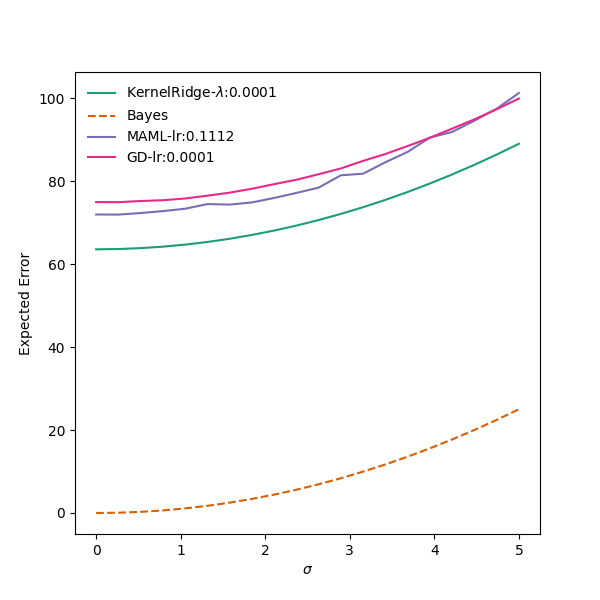 KernelRidge-λ:0.0001
Bayes
MAML-lr:0.1112
GD-lr:0.0001
100
80
60
40
20
0
Expected Error
0 1 2 3 4 5
σ